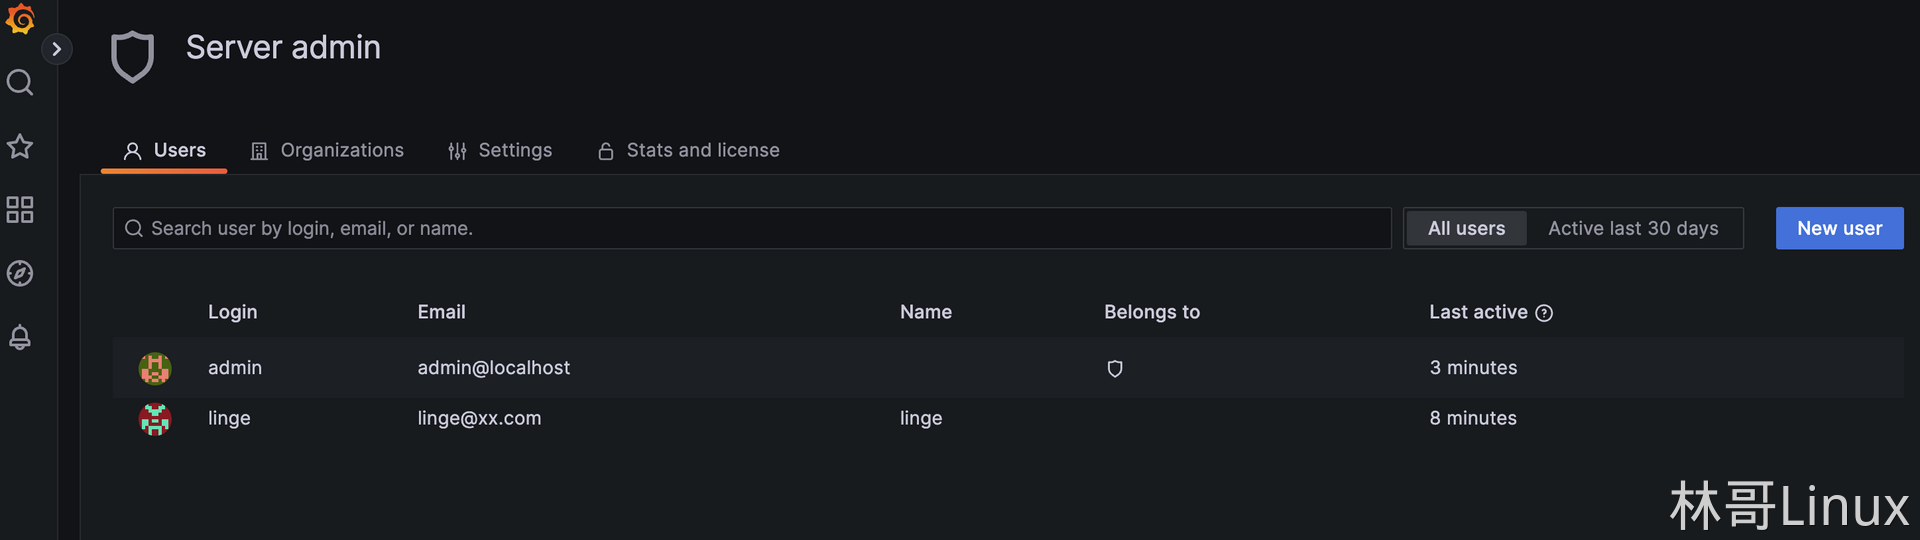 Server admin
Users Organizations Settings Stats and license
Search user by login, email, or name. All users Active last 30 days New user
Login Email Name Belongs to Last active
admin admin@localhost 3 minutes
linge linge@xx.com linge 8 minutes
林哥Linux